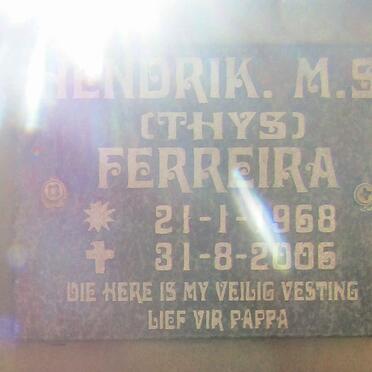 HENDRIK. M.S
(THYS)
FERREIRA
21-1-1968
31-8-2006
DIE HERE IS MY VEILIG VESTING
LIEF VIR PAPPA